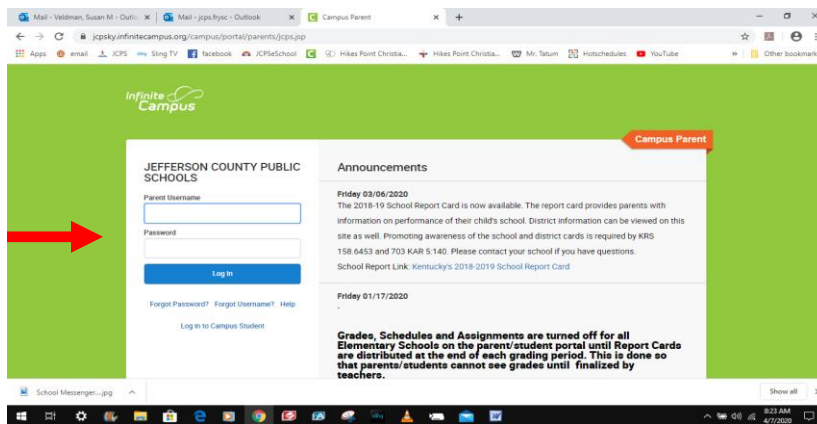 Mail - Veldman, Susan M - Outlo
Mail - jcps.frysc - Outlook
Campus Parent
jcpsky.infinitecampus.org/campus/portal/parents/jcps.jsp
Apps
email
JCPS
Sling TV
facebook
JCPSeSchool
Hikes Point Christia...
Hikes Point Christia...
Mr. Tatum
Hotschedules
YouTube
Other bookmark
Infinite Campus
Campus Parent
JEFFERSON COUNTY PUBLIC
SCHOOLS
Parent Username
Password
Log In
Forgot Password? Forgot Username? Help
Log in to Campus Student
Announcements
Friday 03/06/2020
The 2018-19 School Report Card is now available. The report card provides parents with
information on performance of their child's school. District information can be viewed on this
site as well. Promoting awareness of the school and district cards is required by KRS
158.6453 and 703 KAR 5:140. Please contact your school if you have questions.
School Report Link: Kentucky's 2018-2019 School Report Card
Friday 01/17/2020
-
Grades, Schedules and Assignments are turned off for all
Elementary Schools on the parent/student portal until Report Cards
are distributed at the end of each grading period. This is done so
that parents/students cannot see grades until finalized by
teachers.
School Messenger....jpg
Show all
8:23 AM
4/7/2020